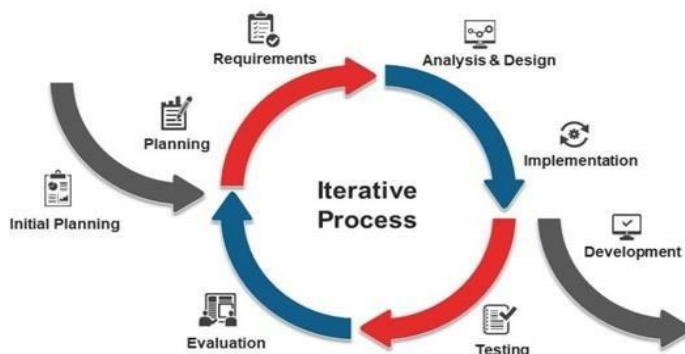 Requirements
Analysis & Design
Planning
Implementation
Iterative
Process
Initial Planning
Development
Evaluation
Testing